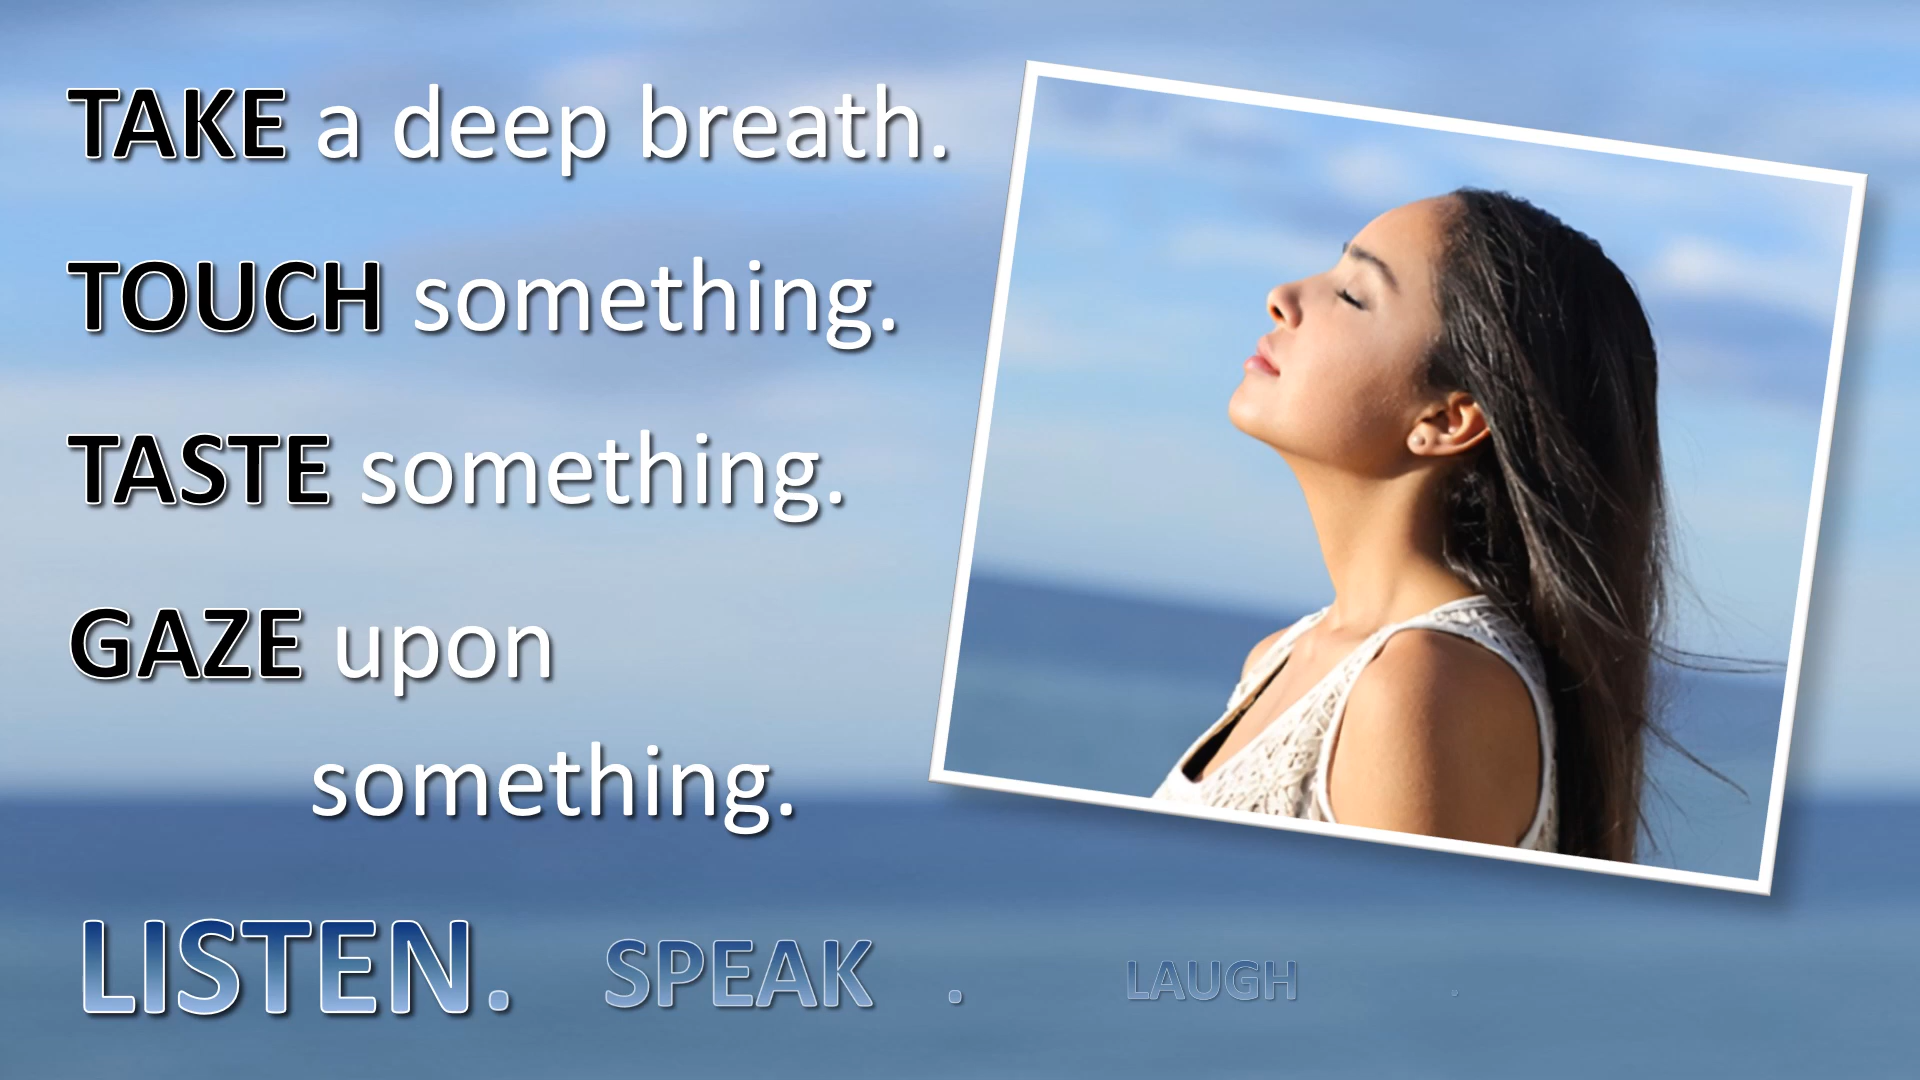 TAKE a deep breath.
TOUCH something.
TASTE something.
GAZE upon
something.
LISTEN. SPEAK . LAUGH .